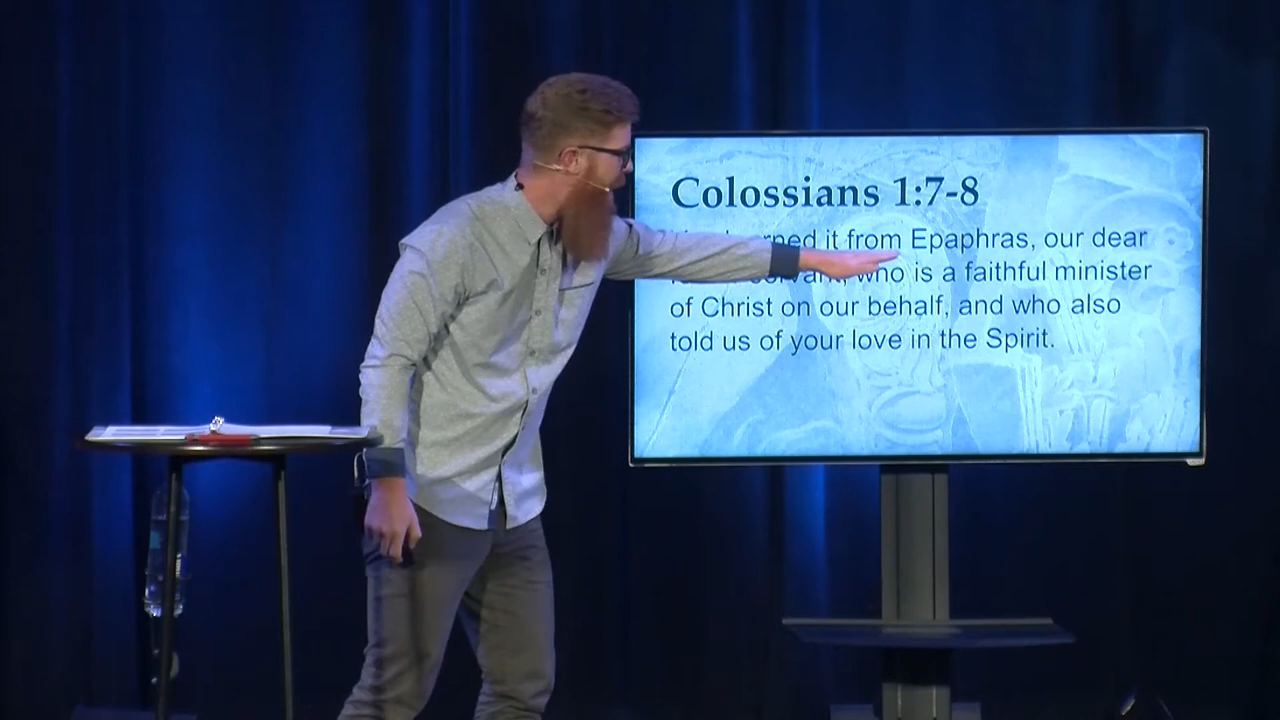 Colossians 1:7-8
it from Epaphras, our dear
who is a faithful minister
of Christ on our behalf, and who also
told us of your love in the Spirit.